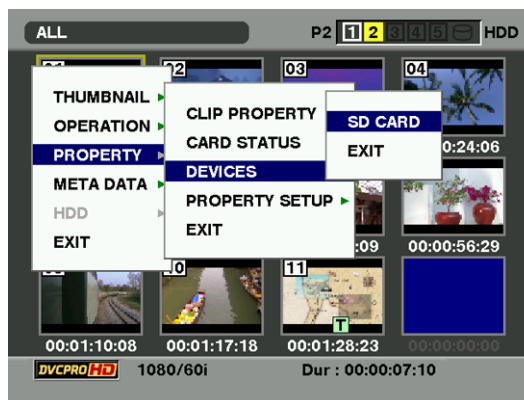 ALL P2 1 2 3 4 5 HDD
02 03 04
THUMBNAIL
OPERATION
PROPERTY
META DATA
HDD
EXIT
CLIP PROPERTY
CARD STATUS
DEVICES
PROPERTY SETUP
EXIT
SD CARD
EXIT
0:24:06
:09 00:00:56:29
10 11
T
00:01:10:08 00:01:17:18 00:01:28:23 00:00:00:00
DVCPRO HD 1080/60i Dur : 00:00:07:10